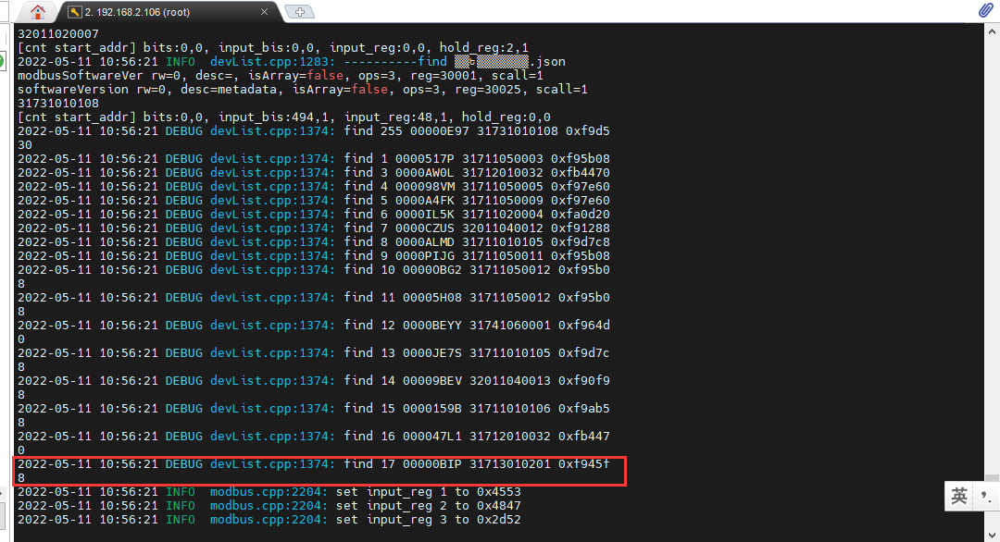 2. 192.168.2.106 (root)
32011020007
[cnt start_addr] bits:0,0, input_bis:0,0, input_reg:0,0, hold_reg:2,1
2022-05-11 10:56:21 INFO devList.cpp:1283: ----------find .json
modbusSoftwareVer rw=0, desc=, isArray=false, ops=3, reg=30001, scall=1
softwareVersion rw=0, desc=metadata, isArray=false, ops=3, reg=30025, scall=1
31731010108
[cnt start_addr] bits:0,0, input_bis:494,1, input_reg:48,1, hold_reg:0,0
2022-05-11 10:56:21 DEBUG devList.cpp:1374: find 255 00000E97 31731010108 0xf9d5
30
2022-05-11 10:56:21 DEBUG devList.cpp:1374: find 1 0000517P 31711050003 0xf95b08
2022-05-11 10:56:21 DEBUG devList.cpp:1374: find 3 0000AW0L 31712010032 0xfb4470
2022-05-11 10:56:21 DEBUG devList.cpp:1374: find 4 000098VM 31711050005 0xf97e60
2022-05-11 10:56:21 DEBUG devList.cpp:1374: find 5 0000A4FK 31711050009 0xf97e60
2022-05-11 10:56:21 DEBUG devList.cpp:1374: find 6 0000IL5K 31711020004 0xfa0d20
2022-05-11 10:56:21 DEBUG devList.cpp:1374: find 7 0000CZUS 32011040012 0xf91288
2022-05-11 10:56:21 DEBUG devList.cpp:1374: find 8 0000ALMD 31711010105 0xf9d7c8
2022-05-11 10:56:21 DEBUG devList.cpp:1374: find 9 0000PIJG 31711050011 0xf95b08
2022-05-11 10:56:21 DEBUG devList.cpp:1374: find 10 0000OBG2 31711050012 0xf95b0
8
2022-05-11 10:56:21 DEBUG devList.cpp:1374: find 11 00005H08 31711050012 0xf95b0
8
2022-05-11 10:56:21 DEBUG devList.cpp:1374: find 12 0000BEYY 31741060001 0xf964d
0
2022-05-11 10:56:21 DEBUG devList.cpp:1374: find 13 0000JE7S 31711010105 0xf9d7c
8
2022-05-11 10:56:21 DEBUG devList.cpp:1374: find 14 00009BEV 32011040013 0xf90f9
8
2022-05-11 10:56:21 DEBUG devList.cpp:1374: find 15 0000159B 31711010106 0xf9ab5
8
2022-05-11 10:56:21 DEBUG devList.cpp:1374: find 16 000047L1 31712010032 0xfb447
0
2022-05-11 10:56:21 DEBUG devList.cpp:1374: find 17 00000BIP 31713010201 0xf945f
8
2022-05-11 10:56:21 INFO modbus.cpp:2204: set input_reg 1 to 0x4553
2022-05-11 10:56:21 INFO modbus.cpp:2204: set input_reg 2 to 0x4847
2022-05-11 10:56:21 INFO modbus.cpp:2204: set input_reg 3 to 0x2d52
英 ,.